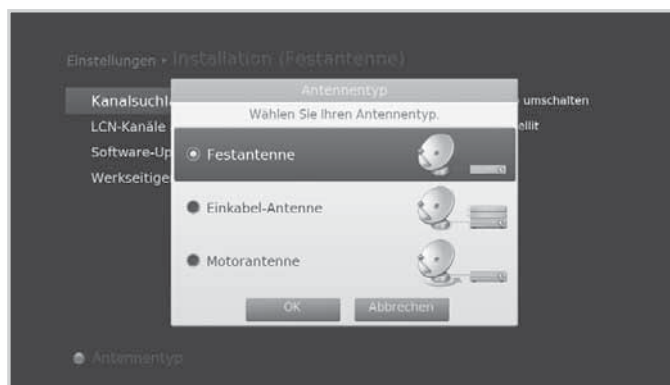 Einstellungen ▸ Installation (Festantenne)
Antennentyp
Wählen Sie Ihren Antennentyp.
Kanalsuchl
umschalten
LCN-Kanäle
ellit
Software-Up
Werkseitige
Festantenne
Einkabel-Antenne
Motorantenne
OK
Abbrechen
Antennentyp